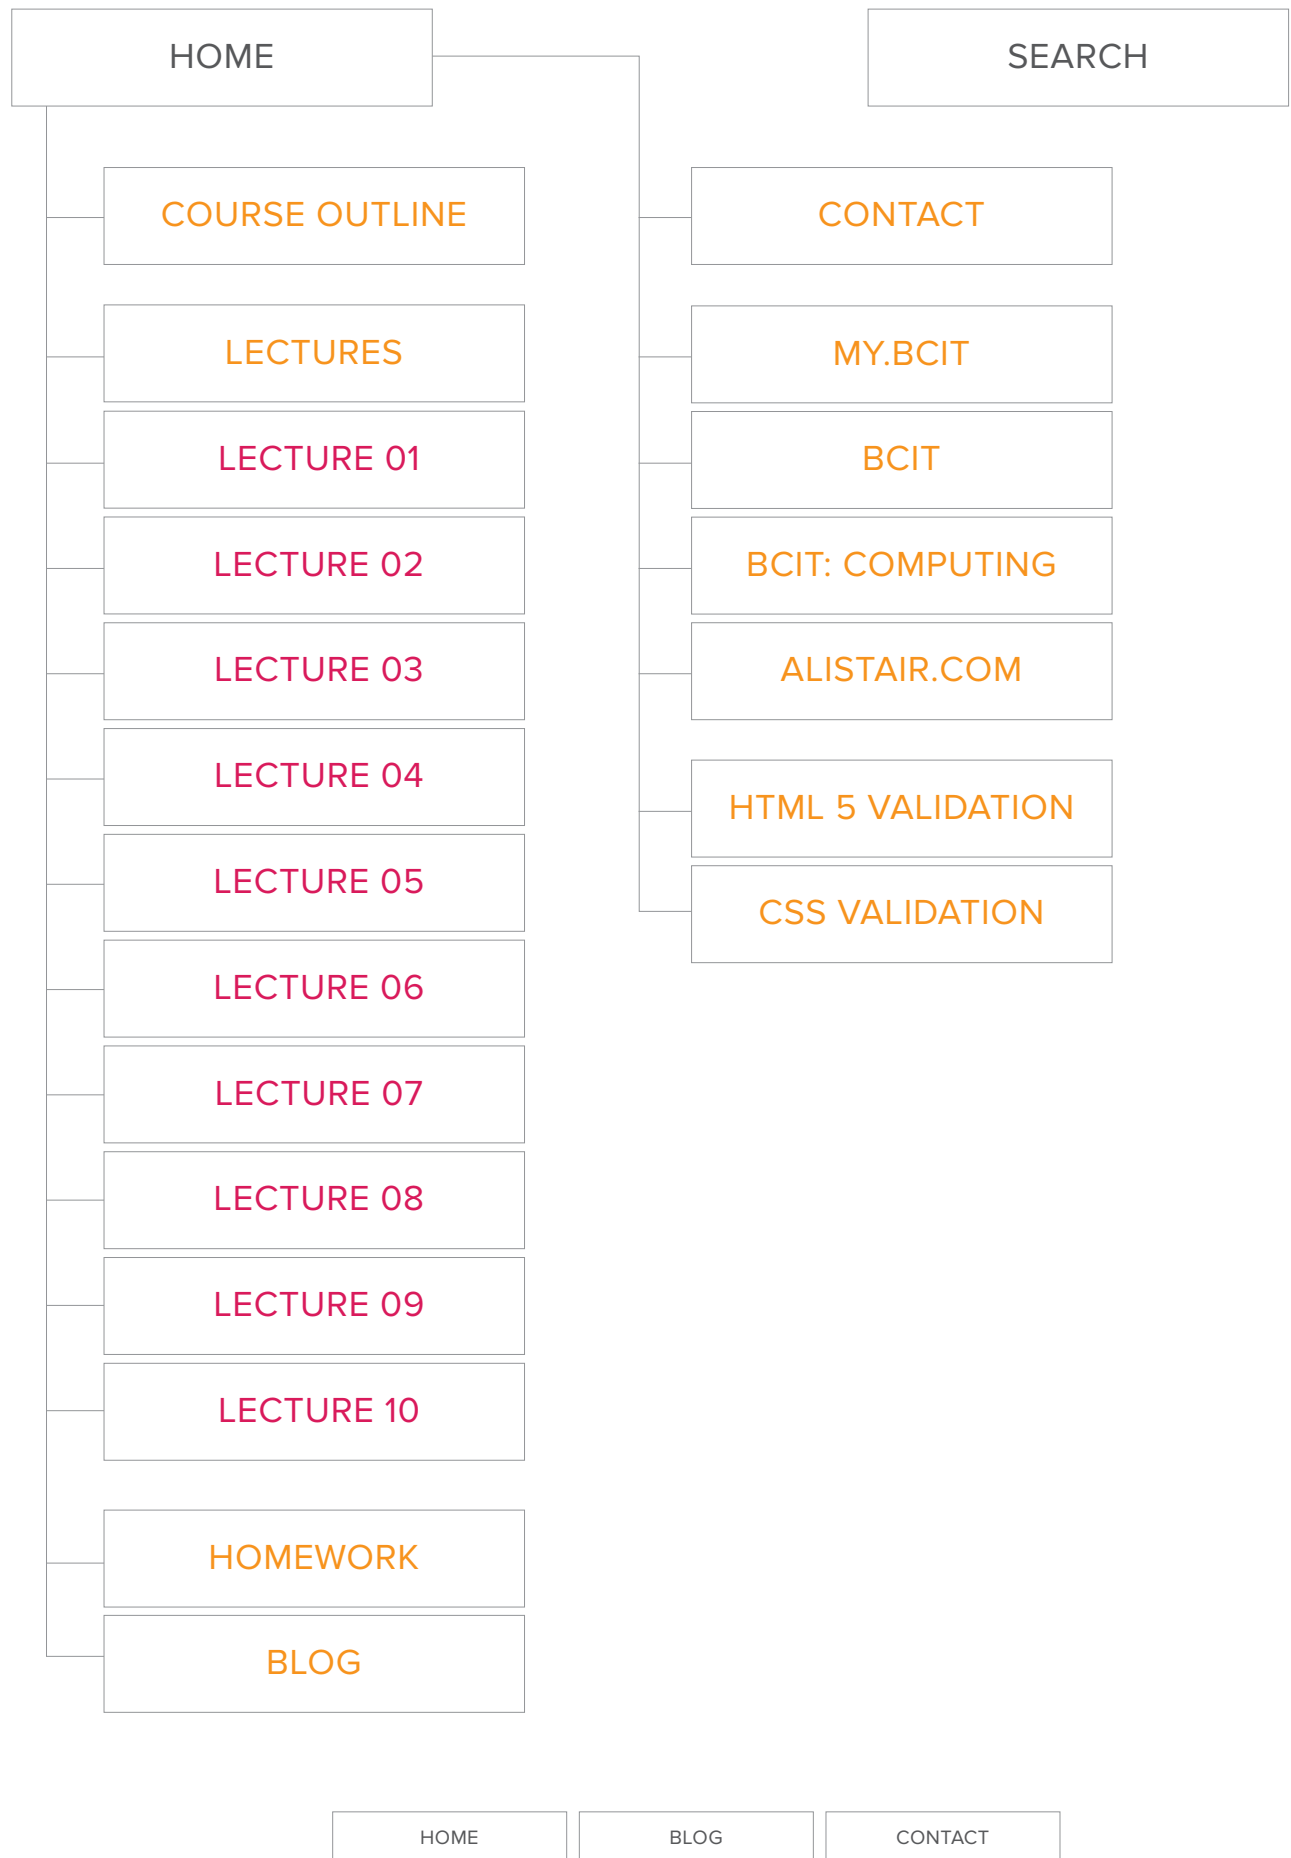 HOME
SEARCH
COURSE OUTLINE
LECTURES
LECTURE 01
LECTURE 02
LECTURE 03
LECTURE 04
LECTURE 05
LECTURE 06
LECTURE 07
LECTURE 08
LECTURE 09
LECTURE 10
HOMEWORK
BLOG
CONTACT
MY.BCIT
BCIT
BCIT: COMPUTING
ALISTAIR.COM
HTML 5 VALIDATION
CSS VALIDATION
HOME
BLOG
CONTACT